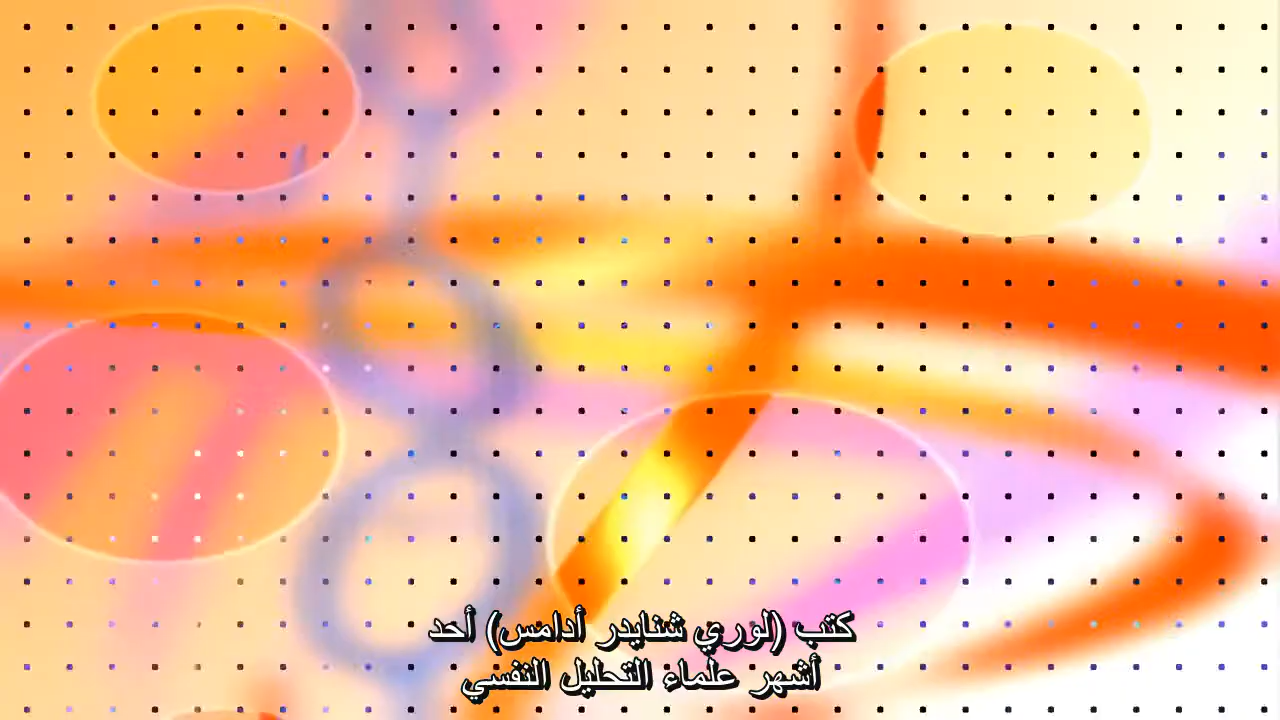 كتب (لوري شنايدر أدامس) أحد
أشهر علماء التحليل النفسي